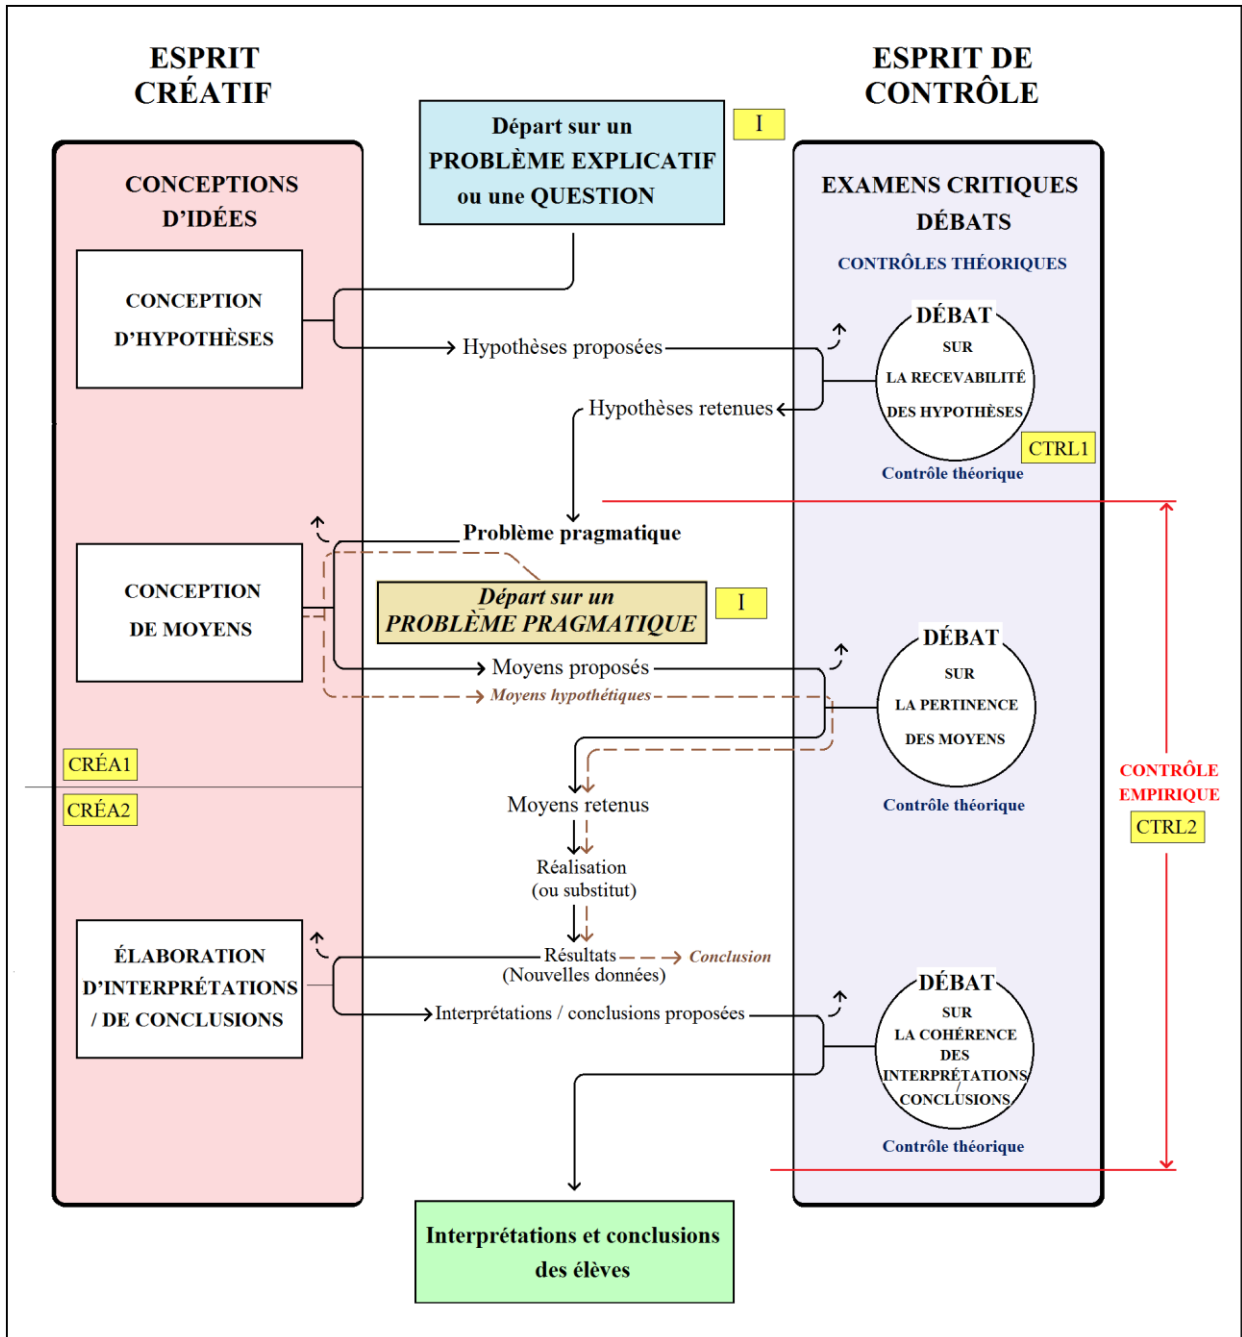 ESPRIT
CRÉATIF
ESPRIT DE
CONTRÔLE
Départ sur un
PROBLÈME EXPLICATIF
ou une QUESTION
I
CONCEPTIONS
D'IDÉES
EXAMENS CRITIQUES
DÉBATS
CONTRÔLES THÉORIQUES
CONCEPTION
D'HYPOTHÈSES
Hypothèses proposées
DÉBAT
SUR
LA RECEVABILITÉ
DES HYPOTHÈSES
Hypothèses retenues
CTRL1
Contrôle théorique
Problème pragmatique
CONCEPTION
DE MOYENS
Départ sur un
PROBLÈME PRAGMATIQUE
I
Moyens proposés
Moyens hypothétiques
DÉBAT
SUR
LA PERTINENCE
DES MOYENS
Contrôle théorique
CONTRÔLE
EMPIRIQUE
CTRL2
CRÉA1
CRÉA2
Moyens retenus
Réalisation
(ou substitut)
Résultats
(Nouvelles données)
Conclusion
ÉLABORATION
D'INTERPRÉTATIONS
/ DE CONCLUSIONS
Interprétations / conclusions proposées
DÉBAT
SUR
LA COHÉRENCE
DES
INTERPRÉTATIONS
/
CONCLUSIONS
Contrôle théorique
Interprétations et conclusions
des élèves